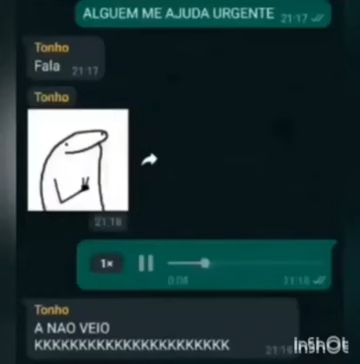 ALGUEM ME AJUDA URGENTE 21:17
Tonho
Fala 21:17
Tonho
21:18
1×
0:04 21:18
Tonho
A NAO VEIO
KKKKKKKKKKKKKKKKKKKKKK 21:18
InShOt